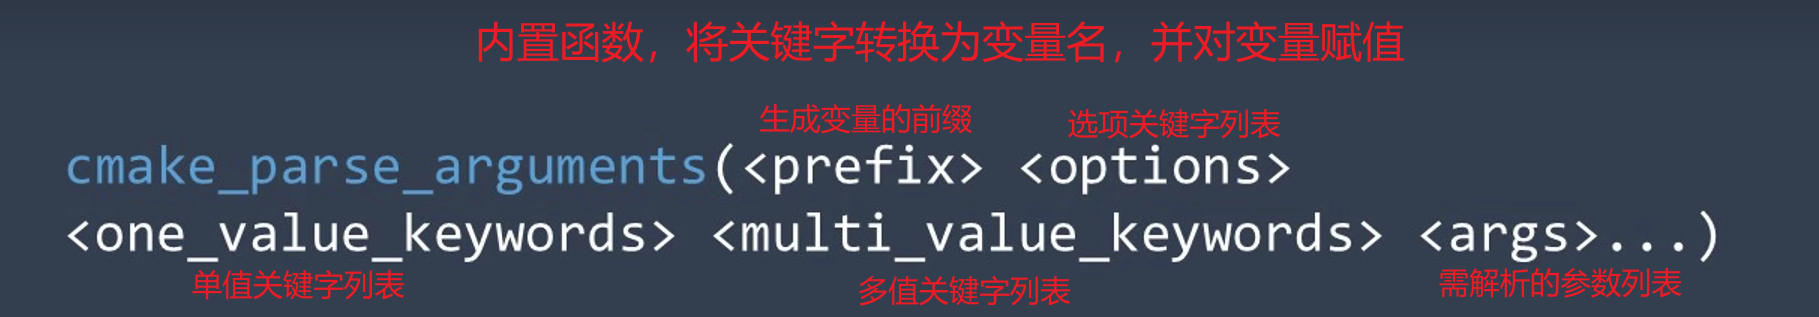 内置函数，将关键字转换为变量名，并对变量赋值
生成变量的前缀
选项关键字列表
cmake_parse_arguments(<prefix> <options>
<one_value_keywords> <multi_value_keywords> <args>...)
单值关键字列表
多值关键字列表
需解析的参数列表